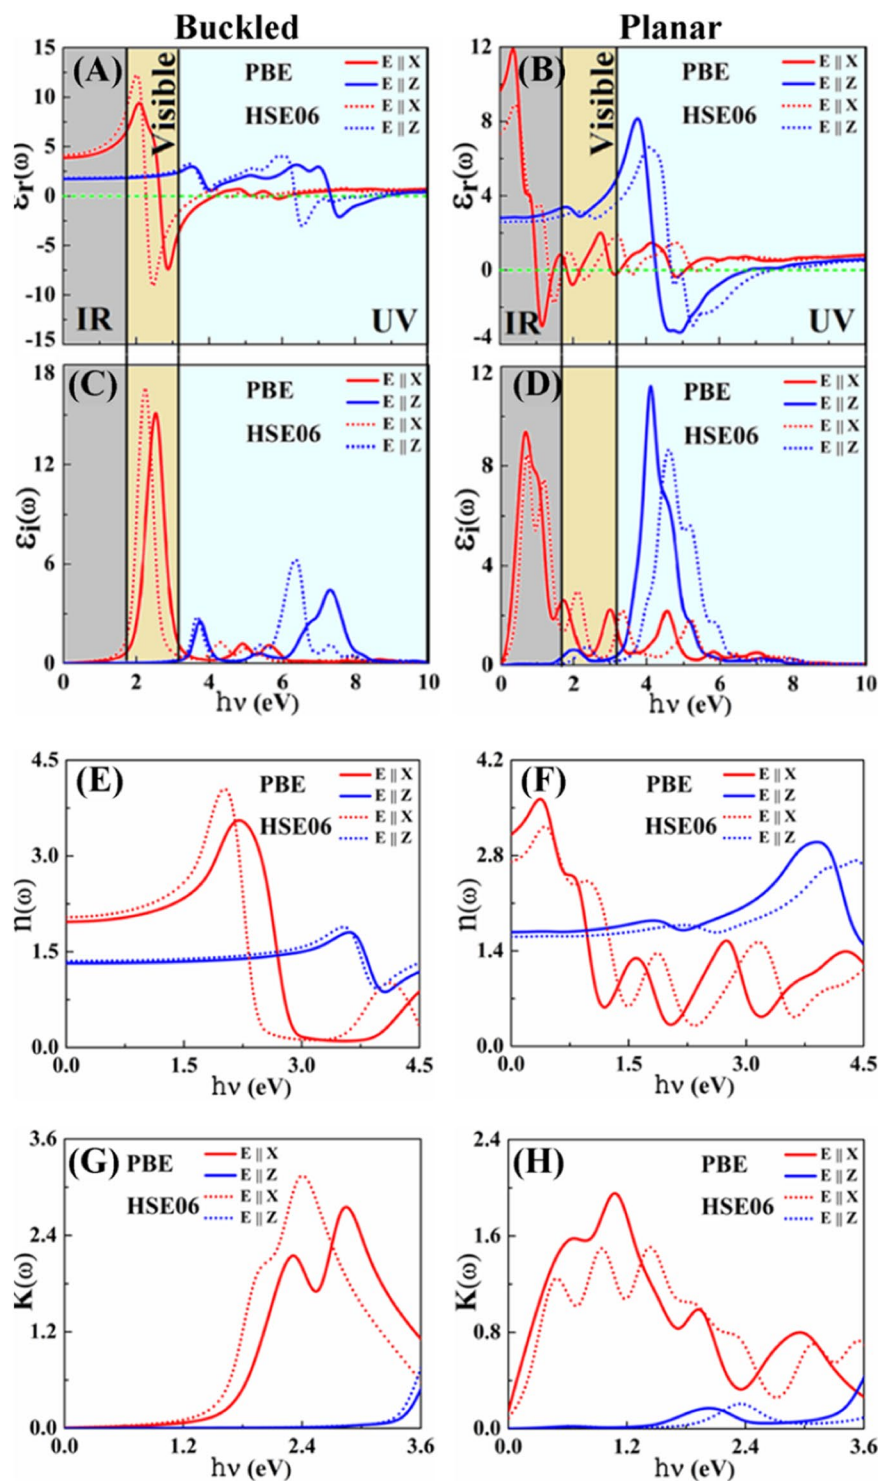 Buckled Planar
(A) PBE E || X
E || Z
HSE06 E || X
E || Z
Visible
IR UV
15
10
5
0
-5
-10
-15
εr(ω)
(B) PBE E || X
E || Z
HSE06 E || X
E || Z
Visible
IR UV
12
8
4
0
-4
εr(ω)
(C) PBE E || X
E || Z
HSE06 E || X
E || Z
18
12
6
0
εi(ω)
0 2 4 6 8 10
hν (eV)
(D) PBE E || X
E || Z
HSE06 E || X
E || Z
12
8
4
0
εi(ω)
0 2 4 6 8 10
hν (eV)
(E) PBE E || X
E || Z
HSE06 E || X
E || Z
4.5
3.0
1.5
0.0
n(ω)
0.0 1.5 3.0 4.5
hν (eV)
(F) PBE E || X
E || Z
HSE06 E || X
E || Z
4.2
2.8
1.4
0.0
n(ω)
0.0 1.5 3.0 4.5
hν (eV)
(G) PBE E || X
E || Z
HSE06 E || X
E || Z
3.6
2.4
1.2
0.0
K(ω)
0.0 1.2 2.4 3.6
hν (eV)
(H) PBE E || X
E || Z
HSE06 E || X
E || Z
2.4
1.6
0.8
0.0
K(ω)
0.0 1.2 2.4 3.6
hν (eV)